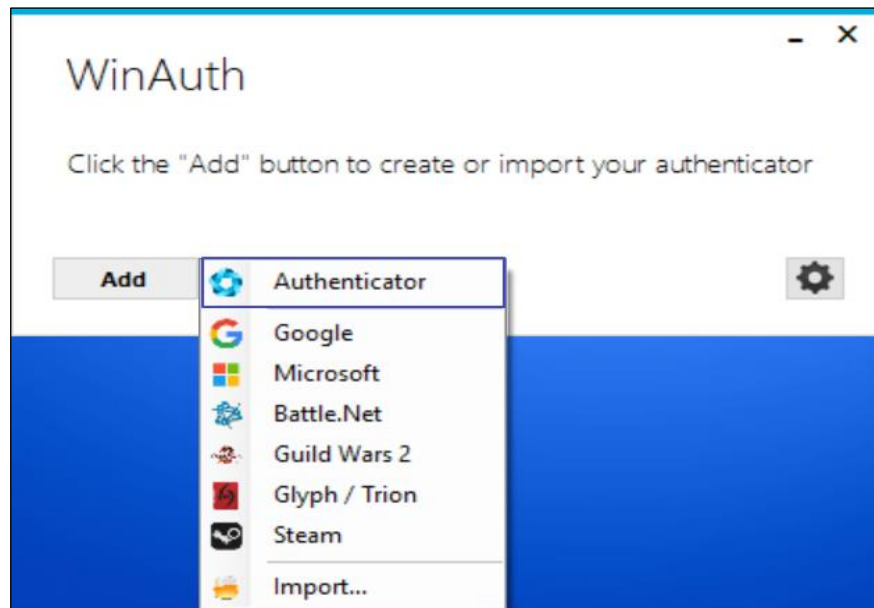 WinAuth
Click the "Add" button to create or import your authenticator
Add
Authenticator
Google
Microsoft
Battle.Net
Guild Wars 2
Glyph / Trion
Steam
Import...